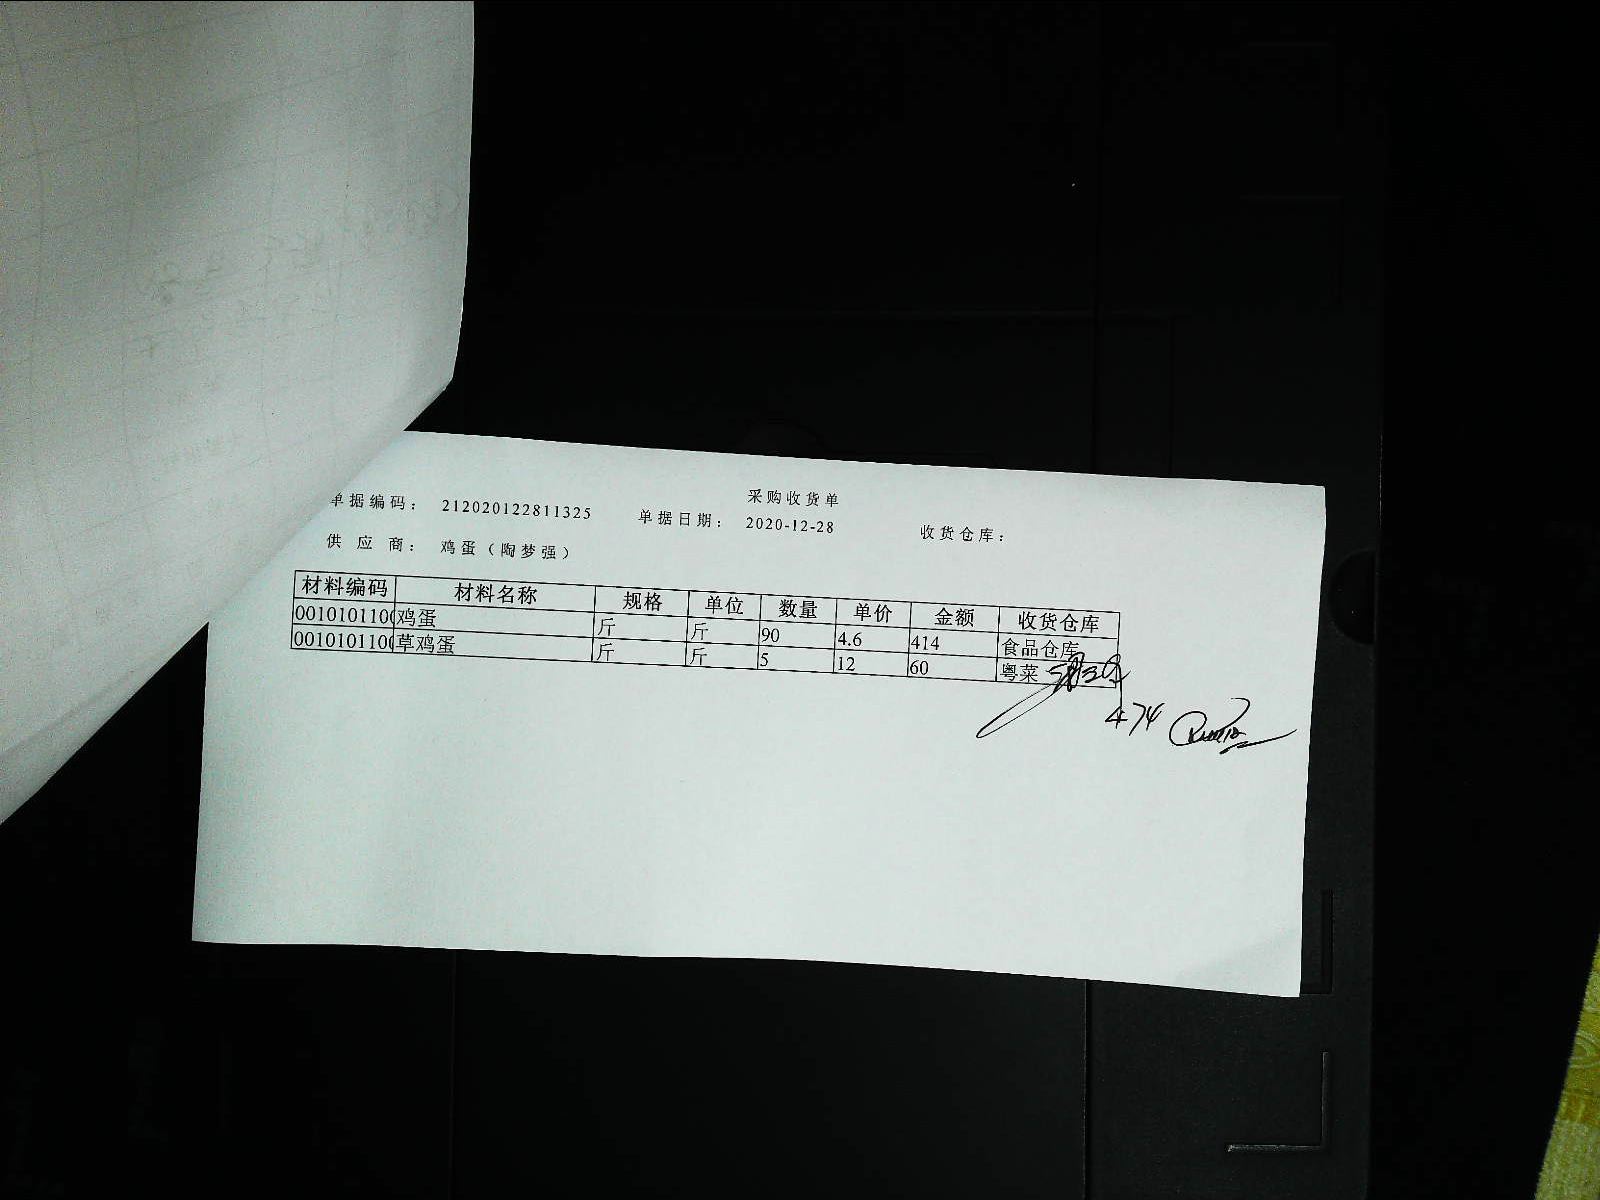 采购收货单
单据编码： 212020122811325 单据日期： 2020-12-28 收货仓库：
供应商： 鸡蛋（陶梦强）
材料编码 材料名称 规格 单位 数量 单价 金额 收货仓库
0010101100 鸡蛋 斤 斤 90 4.6 414 食品仓库
0010101100 草鸡蛋 斤 斤 5 12 60 粤菜
474